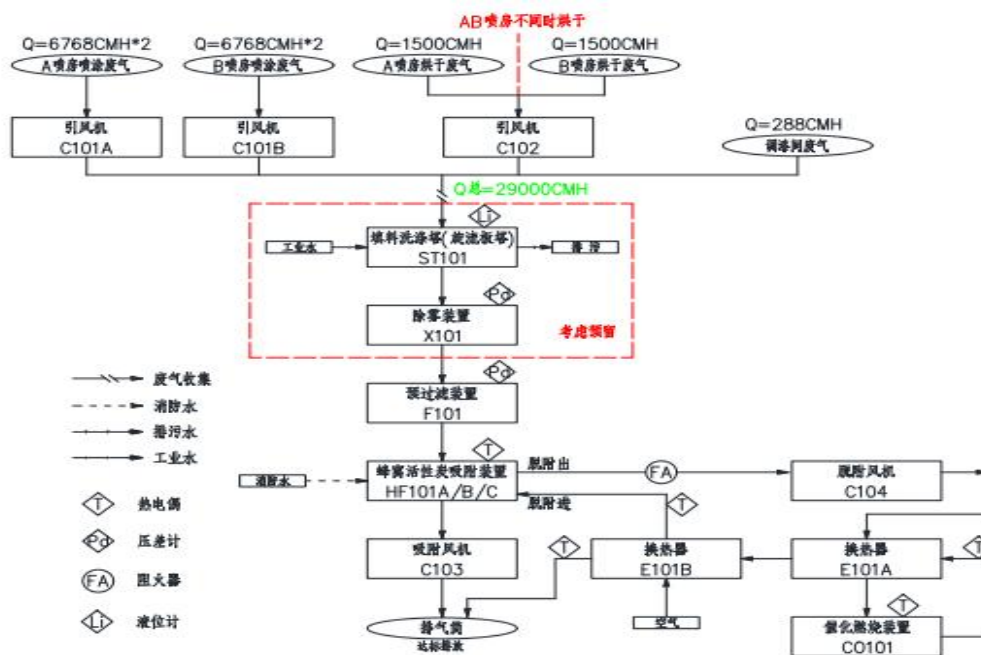 AB喷房不同时烘干
Q=6768CMH*2
Q=6768CMH*2
Q=1500CMH
Q=1500CMH
A喷房喷涂废气
B喷房喷涂废气
A喷房烘干废气
B喷房烘干废气
引风机
C101A
引风机
C101B
引风机
C102
Q=288CMH
调漆间废气
Q总=29000CMH
Li
工业水
填料洗涤塔(旋流板塔)
ST101
排污
Pd
除雾装置
X101
考虑预留
Pd
预过滤装置
F101
废气收集
消防水
排污水
工业水
T
热电偶
Pd
压差计
FA
阻火器
Li
液位计
T
消防水
蜂窝活性炭吸附装置
HF101A/B/C
脱附出
FA
脱附风机
C104
脱附进
T
吸附风机
C103
T
换热器
E101B
T
换热器
E101A
T
排气筒
达标排放
空气
T
催化燃烧装置
CO101